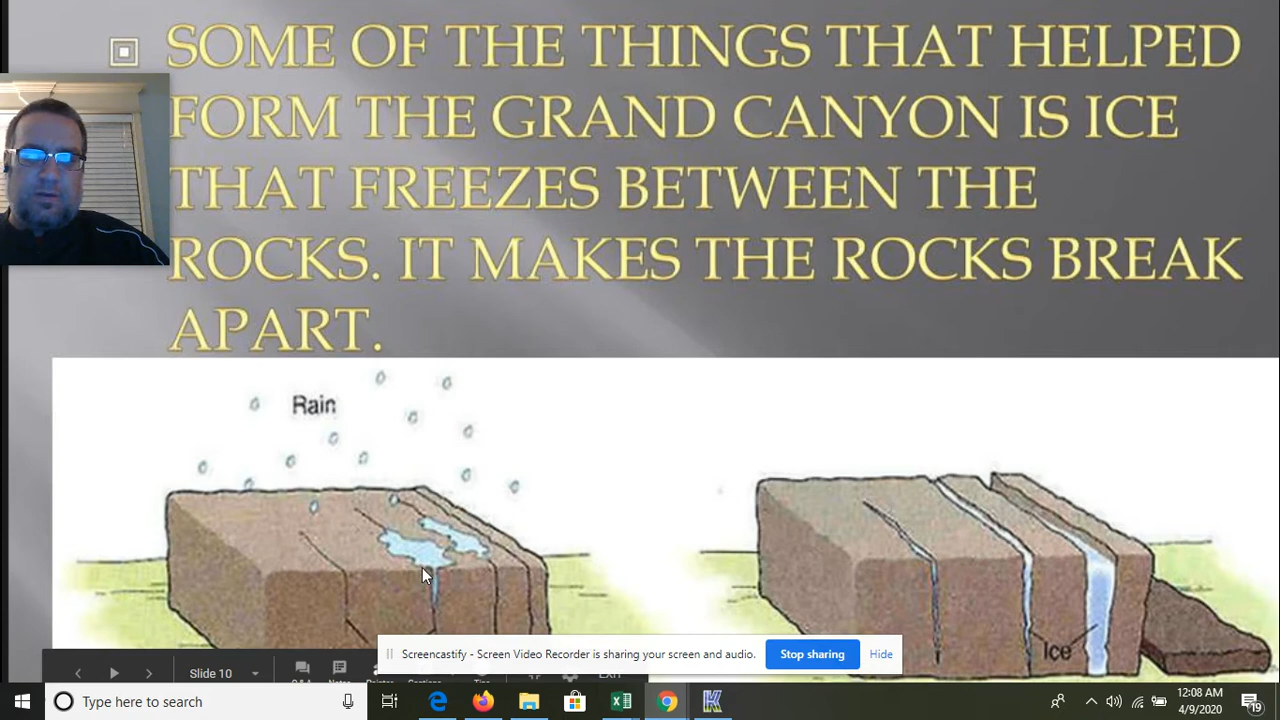 SOME OF THE THINGS THAT HELPED
FORM THE GRAND CANYON IS ICE
THAT FREEZES BETWEEN THE
ROCKS. IT MAKES THE ROCKS BREAK
APART.
Rain
Ice
Screencastify - Screen Video Recorder is sharing your screen and audio.
Stop sharing
Hide
Slide 10
Type here to search
12:08 AM
4/9/2020
19